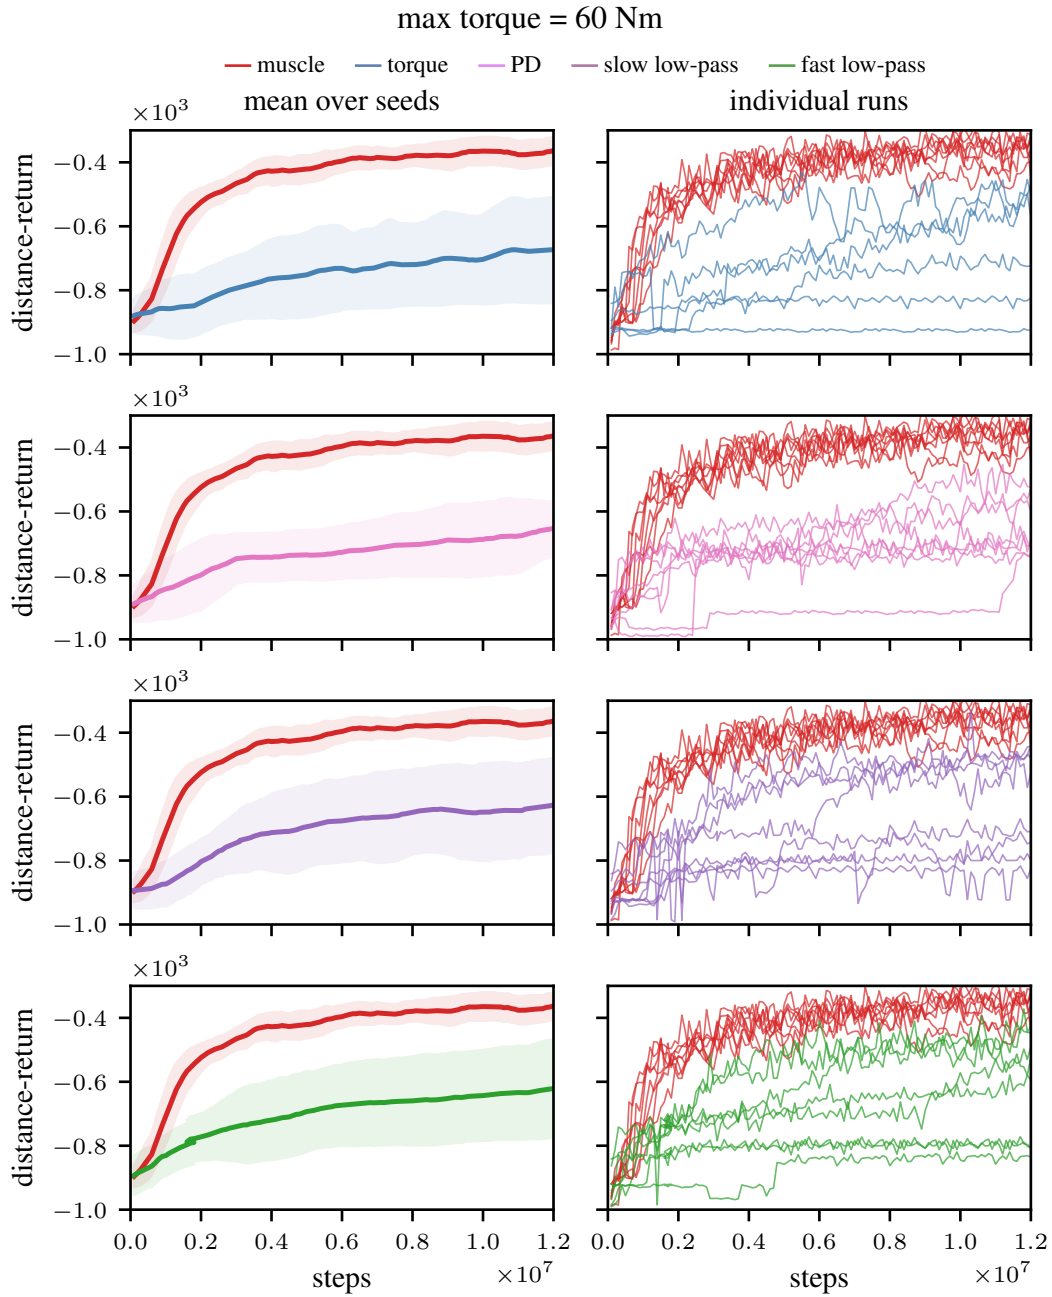 max torque = 60 Nm
muscle torque PD slow low-pass fast low-pass
mean over seeds individual runs
×10³
distance-return
−0.4
−0.6
−0.8
−1.0
×10³
distance-return
−0.4
−0.6
−0.8
−1.0
×10³
distance-return
−0.4
−0.6
−0.8
−1.0
×10³
distance-return
−0.4
−0.6
−0.8
−1.0
0.0 0.2 0.4 0.6 0.8 1.0 1.2 0.0 0.2 0.4 0.6 0.8 1.0 1.2
steps ×10⁷ steps ×10⁷